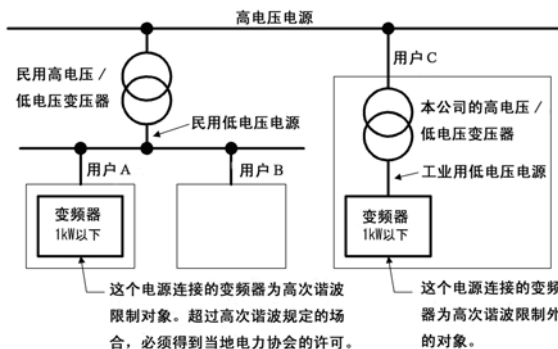 高电压电源
用户C
民用高电压/
低电压变压器
本公司的高电压/
低电压变压器
民用低电压电源
用户A
用户B
工业用低电压电源
变频器
1kW以下
变频器
1kW以下
这个电源连接的变频器为高次谐波
限制对象。超过高次谐波规定的场
合，必须得到当地电力协会的许可。
这个电源连接的变频
器为高次谐波限制外
的对象。